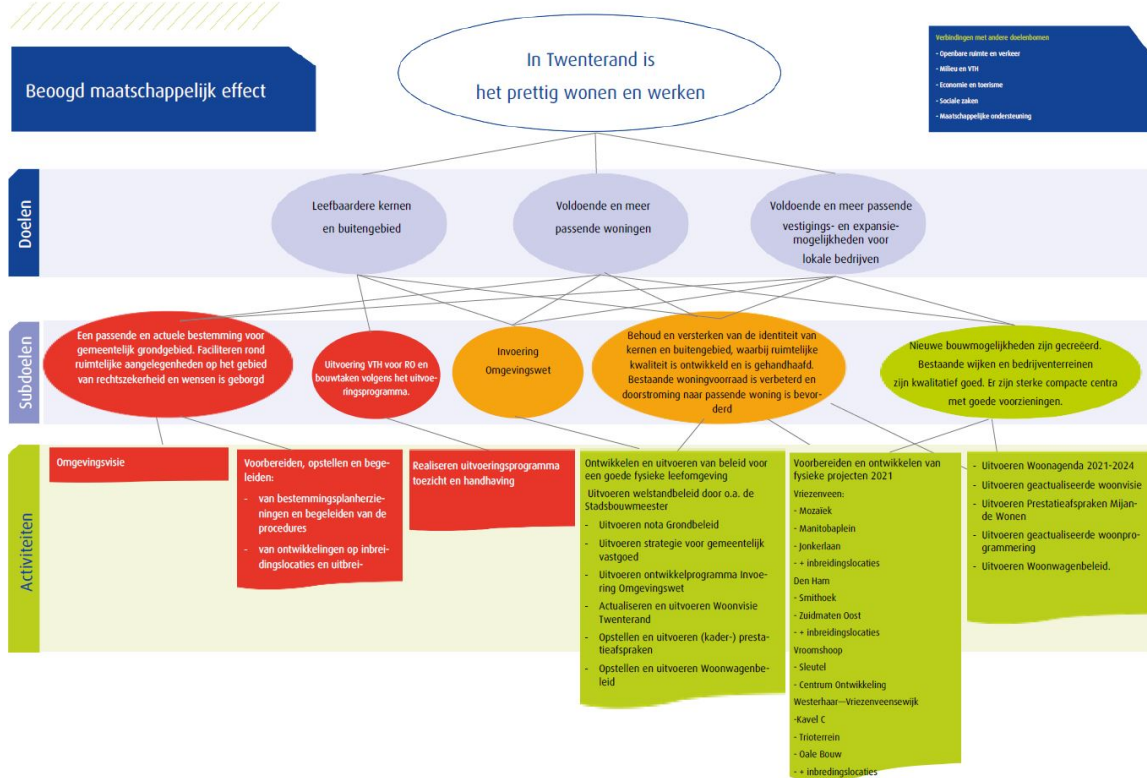 Beoogd maatschappelijk effect
In Twenterand is
het prettig wonen en werken
Verbindingen met andere doelenbomen
- Openbare ruimte en verkeer
- Milieu en VTH
- Economie en toerisme
- Sociale zaken
- Maatschappelijke ondersteuning
Doelen
Leefbaardere kernen
en buitengebied
Voldoende en meer
passende woningen
Voldoende en meer passende
vestigings- en expansie-
mogelijkheden voor
lokale bedrijven
Subdoelen
Een passende en actuele bestemming voor
gemeentelijk grondgebied. Faciliteren rond
ruimtelijke aangelegenheden op het gebied
van rechtszekerheid en wensen is geborgd
Uitvoering VTH voor RO en
bouwtaken volgens het uitvoe-
ringsprogramma.
Invoering
Omgevingswet
Behoud en versterken van de identiteit van
kernen en buitengebied, waarbij ruimtelijke
kwaliteit is ontwikkeld en is gehandhaafd.
Bestaande woningvoorraad is verbeterd en
doorstroming naar passende woning is bevor-
derd
Nieuwe bouwmogelijkheden zijn gecreëerd.
Bestaande wijken en bedrijventerreinen
zijn kwalitatief goed. Er zijn sterke compacte centra
met goede voorzieningen.
Activiteiten
Omgevingsvisie
Voorbereiden, opstellen en bege-
leiden:
- van bestemmingsplanherzie-
ningen en begeleiden van de
procedures
- van ontwikkelingen op inbrei-
dingslocaties en uitbrei-
Realiseren uitvoeringsprogramma
toezicht en handhaving
Ontwikkelen en uitvoeren van beleid voor
een goede fysieke leefomgeving
Uitvoeren welstandbeleid door o.a. de
Stadsbouwmeester
- Uitvoeren nota Grondbeleid
- Uitvoeren strategie voor gemeentelijk
vastgoed
- Uitvoeren ontwikkelprogramma Invoe-
ring Omgevingswet
- Actualiseren en uitvoeren Woonvisie
Twenterand
- Opstellen en uitvoeren (kader-) presta-
tieafspraken
- Opstellen en uitvoeren Woonwagenbe-
leid
Voorbereiden en ontwikkelen van
fysieke projecten 2021
Vriezenveen:
- Mozaïek
- Manitobaplein
- Jonkerlaan
- + inbreidingslocaties
Den Ham
- Smithoek
- Zuidmaten Oost
- + inbreidingslocaties
Vroomshoop
- Sleutel
- Centrum Ontwikkeling
Westerhaar—Vriezenveensewijk
-Kavel C
- Trioterrein
- Oale Bouw
- + inbredingslocaties
- Uitvoeren Woonagenda 2021-2024
- Uitvoeren geactualiseerde woonvisie
- Uitvoeren Prestatieafspraken Mijan-
de Wonen
- Uitvoeren geactualiseerde woonpro-
grammering
- Uitvoeren Woonwagenbeleid.